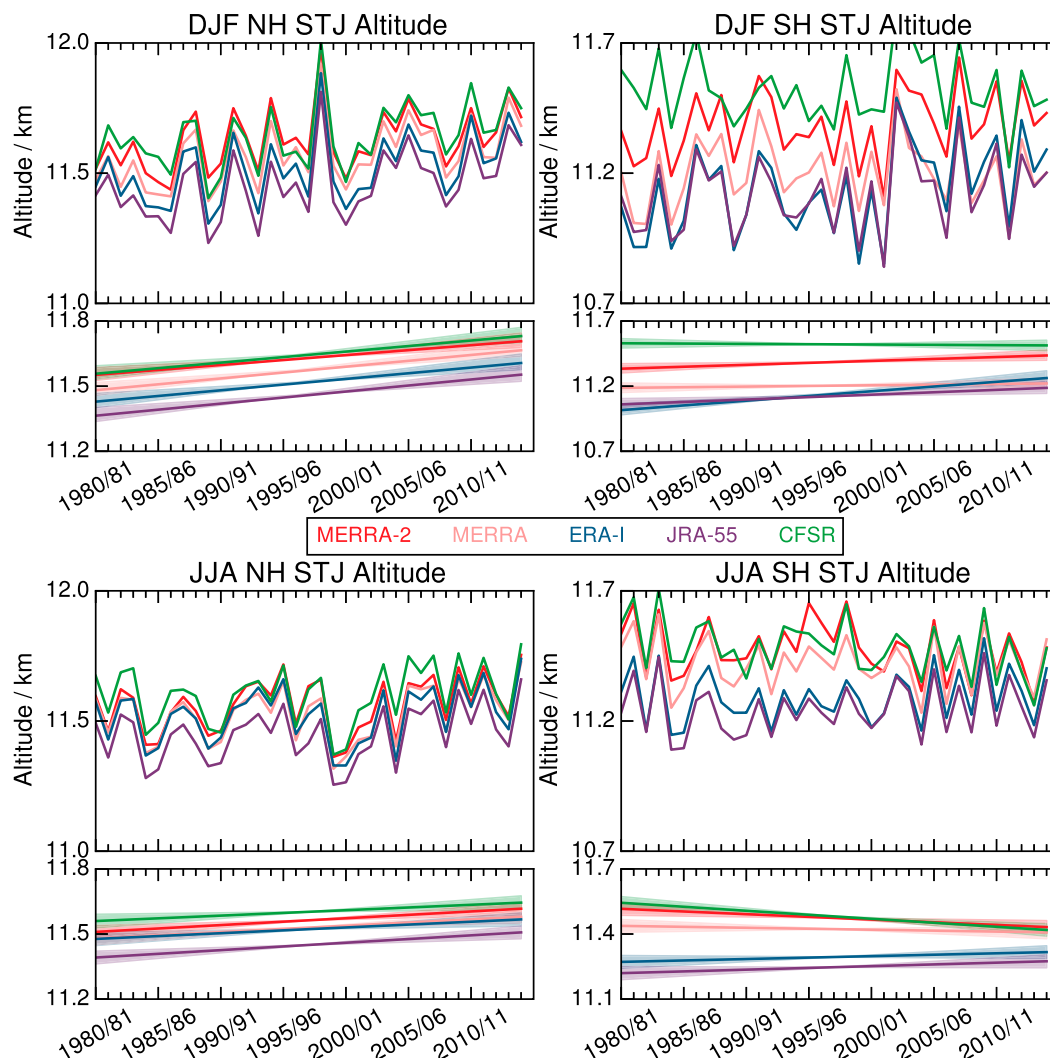 DJF NH STJ Altitude
12.0
11.5
11.0
Altitude / km
11.8
11.5
11.2
1980/81 1985/86 1990/91 1995/96 2000/01 2005/06 2010/11
DJF SH STJ Altitude
11.7
11.2
10.7
Altitude / km
11.7
11.2
10.7
1980/81 1985/86 1990/91 1995/96 2000/01 2005/06 2010/11
MERRA-2 MERRA ERA-I JRA-55 CFSR
JJA NH STJ Altitude
12.0
11.5
11.0
Altitude / km
11.8
11.5
11.2
1980/81 1985/86 1990/91 1995/96 2000/01 2005/06 2010/11
JJA SH STJ Altitude
11.7
11.2
10.7
Altitude / km
11.7
11.4
11.1
1980/81 1985/86 1990/91 1995/96 2000/01 2005/06 2010/11